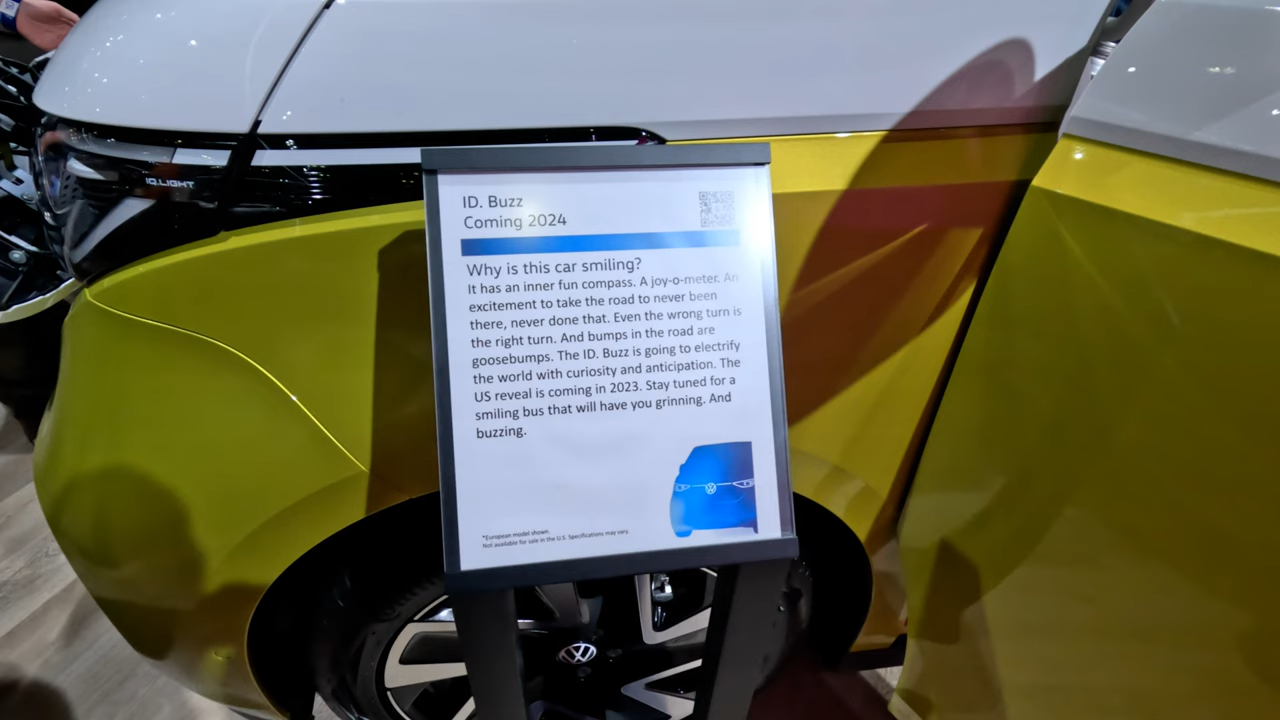 IQ.LIGHT
ID. Buzz
Coming 2024
Why is this car smiling?
It has an inner fun compass. A joy-o-meter. An
excitement to take the road to never been
there, never done that. Even the wrong turn is
the right turn. And bumps in the road are
goosebumps. The ID. Buzz is going to electrify
the world with curiosity and anticipation. The
US reveal is coming in 2023. Stay tuned for a
smiling bus that will have you grinning. And
buzzing.
*European model shown.
Not available for sale in the U.S. Specifications may vary.